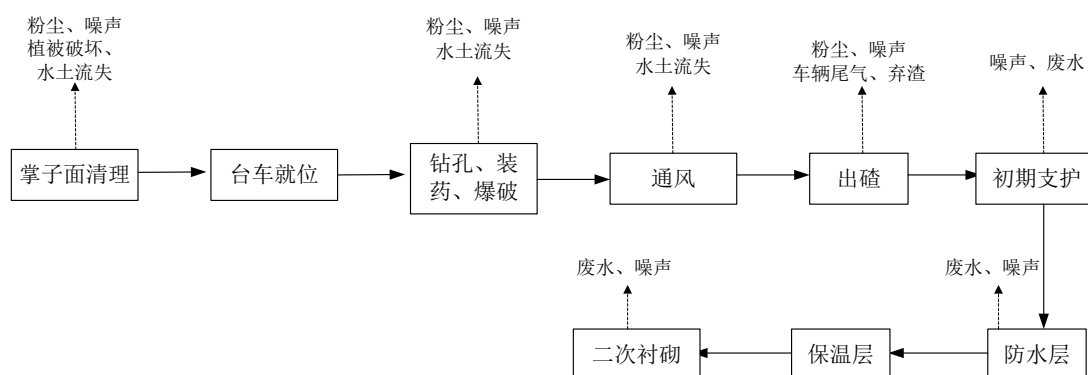 粉尘、噪声
植被破坏、
水土流失
粉尘、噪声
水土流失
粉尘、噪声
水土流失
粉尘、噪声
车辆尾气、弃渣
噪声、废水
掌子面清理
台车就位
钻孔、装
药、爆破
通风
出碴
初期支护
废水、噪声
废水、噪声
二次衬砌
保温层
防水层